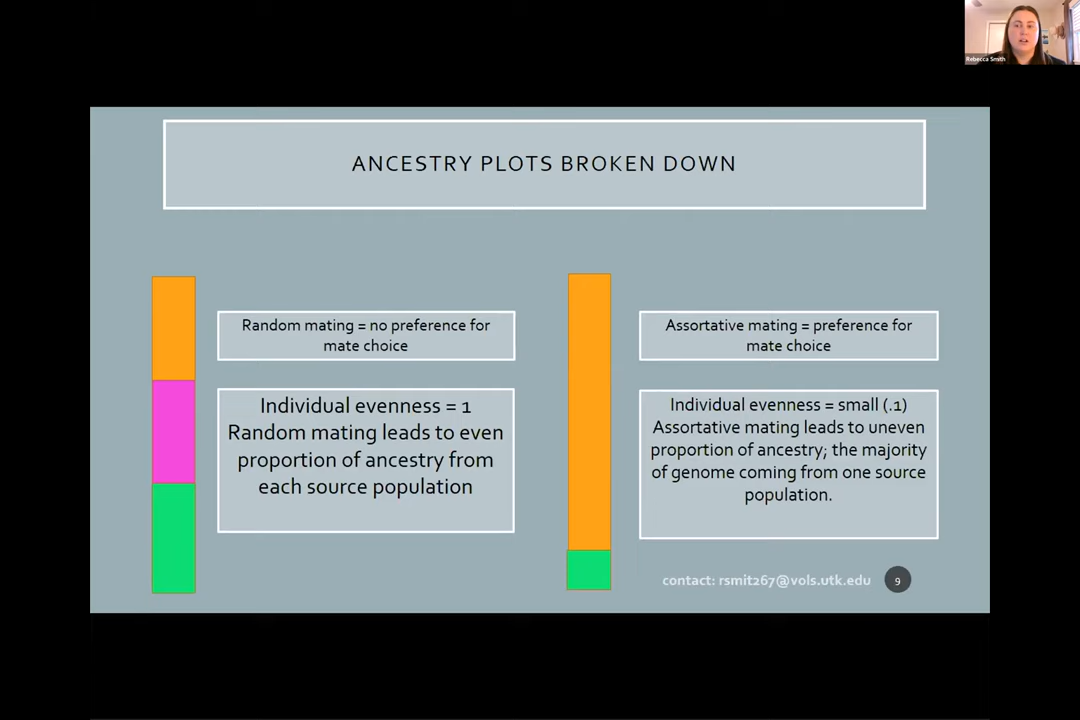 Rebecca Smith
ANCESTRY PLOTS BROKEN DOWN
Random mating = no preference for
mate choice
Individual evenness = 1
Random mating leads to even
proportion of ancestry from
each source population
Assortative mating = preference for
mate choice
Individual evenness = small (.1)
Assortative mating leads to uneven
proportion of ancestry; the majority
of genome coming from one source
population.
contact: rsmit267@vols.utk.edu
9